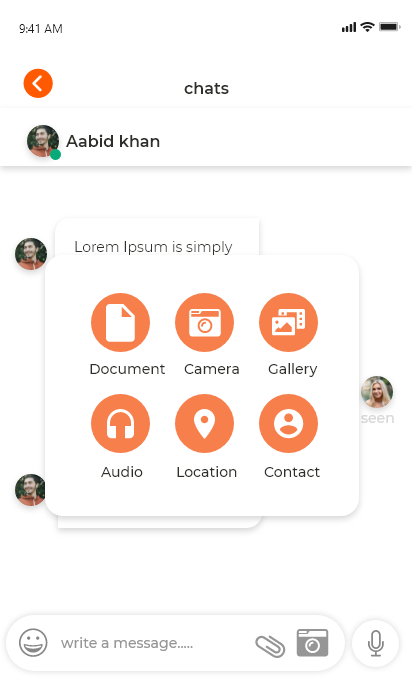 9:41 AM
chats
Aabid khan
Lorem Ipsum is simply
Document Camera Gallery
seen
Audio Location Contact
write a message.....